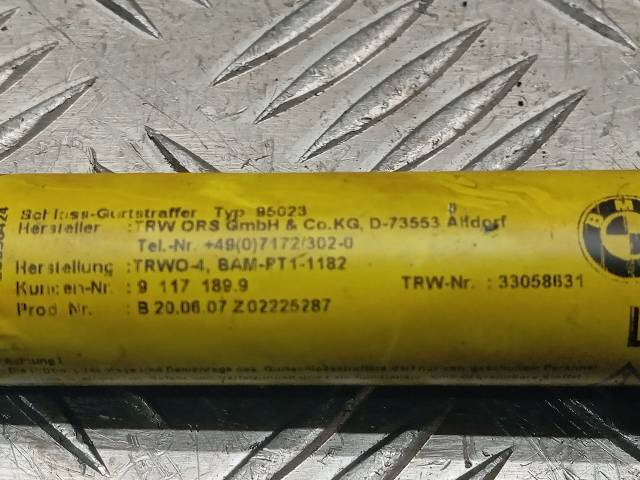 Schloss-Gurtstraffer Typ 95023
Hersteller : TRW ORS GmbH & Co.KG, D-73553 Alfdorf
Tel.-Nr. +49(0)7172/302-0
Herstellung : TRWO-4, BAM-PT1-1182
Kunden-Nr. : 9 117 189.9
TRW-Nr. : 33058631
Prod. Nr. : B 20.06.07 Z02225287
BM
L
Achtung!